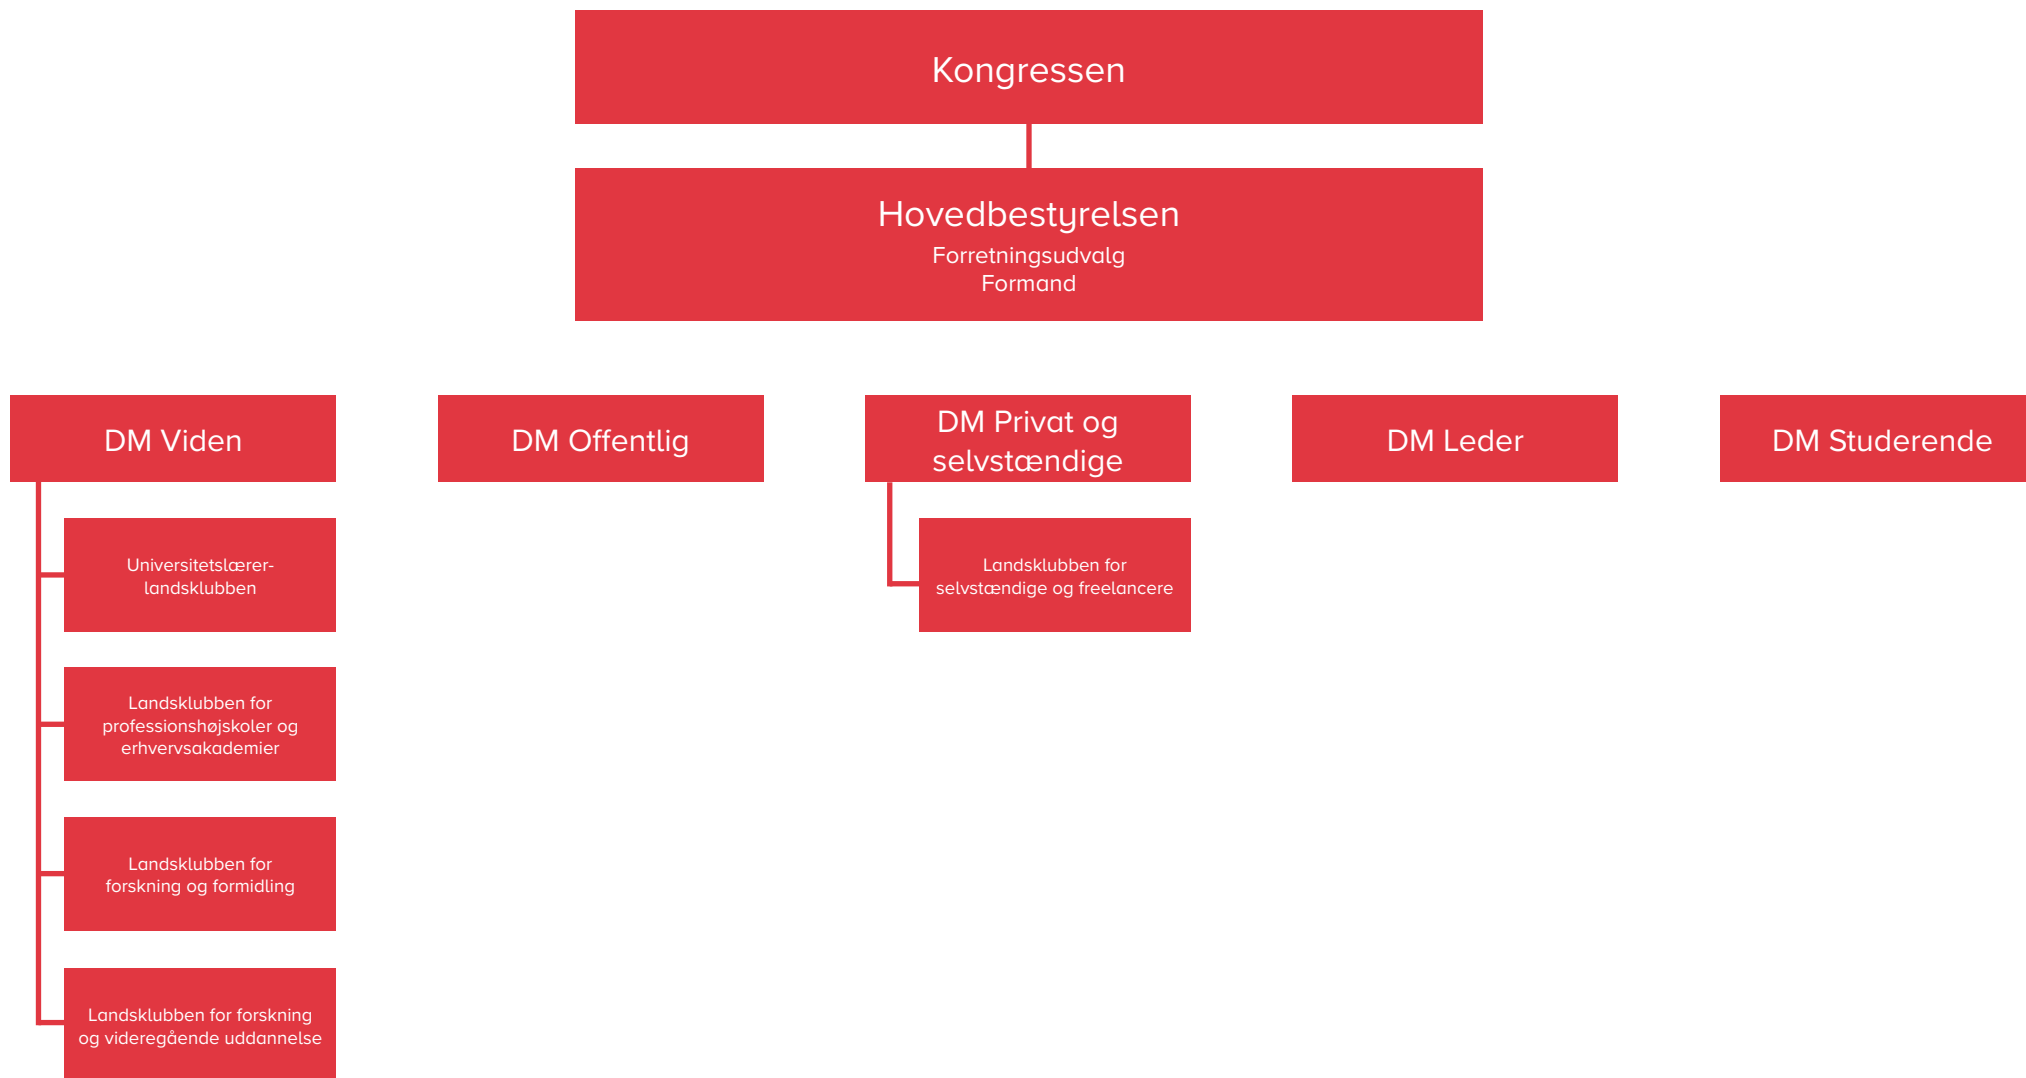 Kongressen
Hovedbestyrelsen
Forretningsudvalg
Formand
DM Viden
DM Offentlig
DM Privat og
selvstændige
DM Leder
DM Studerende
Universitetslærer-
landsklubben
Landsklubben for
selvstændige og freelancere
Landsklubben for
professionshøjskoler og
erhvervsakademier
Landsklubben for
forskning og formidling
Landsklubben for forskning
og videregående uddannelse